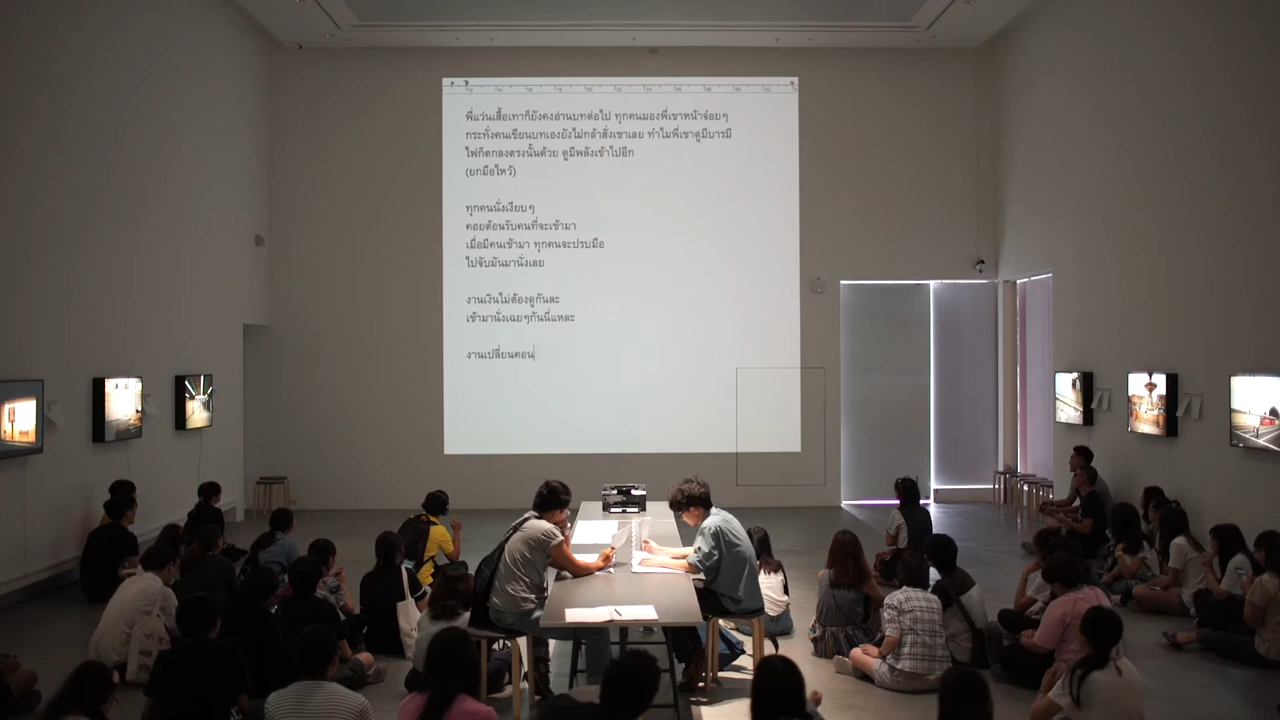 พี่แว่นเสื้อเทาก็ยังคงอ่านบทต่อไป ทุกคนมองพี่เขาหน้าจ๋อยๆ
กระทั่งคนเขียนบทเองยังไม่กล้าสั่งเขาเลย ทำไมพี่เขาดูมีบารมี
ไฟก็ตกลงตรงนั้นด้วย ดูมีพลังเข้าไปอีก
(ยกมือไหว้)
ทุกคนนั่งเงียบๆ
คอยต้อนรับคนที่จะเข้ามา
เมื่อมีคนเข้ามา ทุกคนจะปรบมือ
ไปจับมันมานั่งเลย
งานเงินไม่ต้องดูกันละ
เข้ามานั่งเฉยๆกันนี่แหละ
งานเปลี่ยนคอน